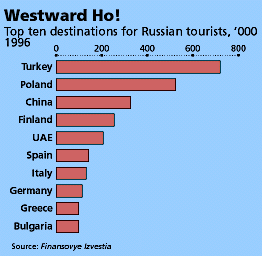 Westward Ho!
Top ten destinations for Russian tourists, '000
1996
0 200 400 600 800
Turkey
Poland
China
Finland
UAE
Spain
Italy
Germany
Greece
Bulgaria
Source: Finansovye Izvestia